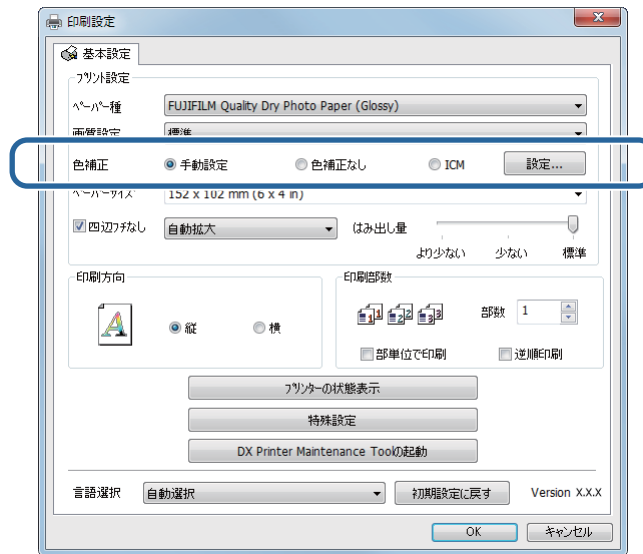 印刷設定
基本設定
プリント設定
ペーパー種 FUJIFILM Quality Dry Photo Paper (Glossy)
画質設定 標準
色補正 手動設定 色補正なし ICM 設定...
ペーパーサイズ 152 x 102 mm (6 x 4 in)
四辺フチなし 自動拡大 はみ出し量
より少ない 少ない 標準
印刷方向 印刷部数
縦 横 部数 1
部単位で印刷 逆順印刷
プリンターの状態表示
特殊設定
DX Printer Maintenance Toolの起動
言語選択 自動選択 初期設定に戻す Version X.X.X
OK キャンセル